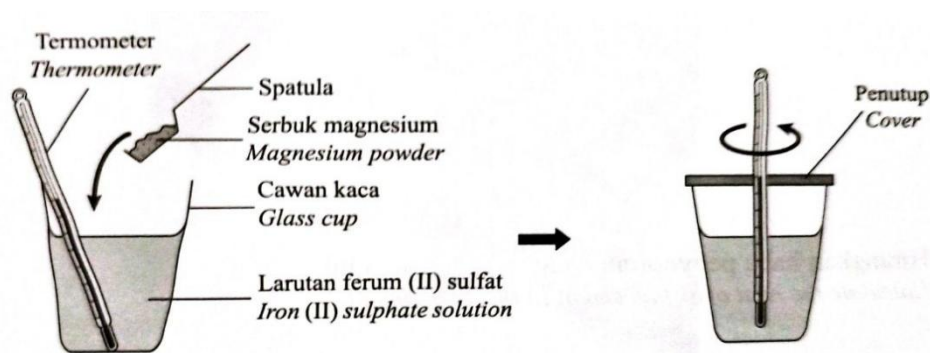 Termometer
Thermometer
Spatula
Serbuk magnesium
Magnesium powder
Cawan kaca
Glass cup
Larutan ferum (II) sulfat
Iron (II) sulphate solution
Penutup
Cover